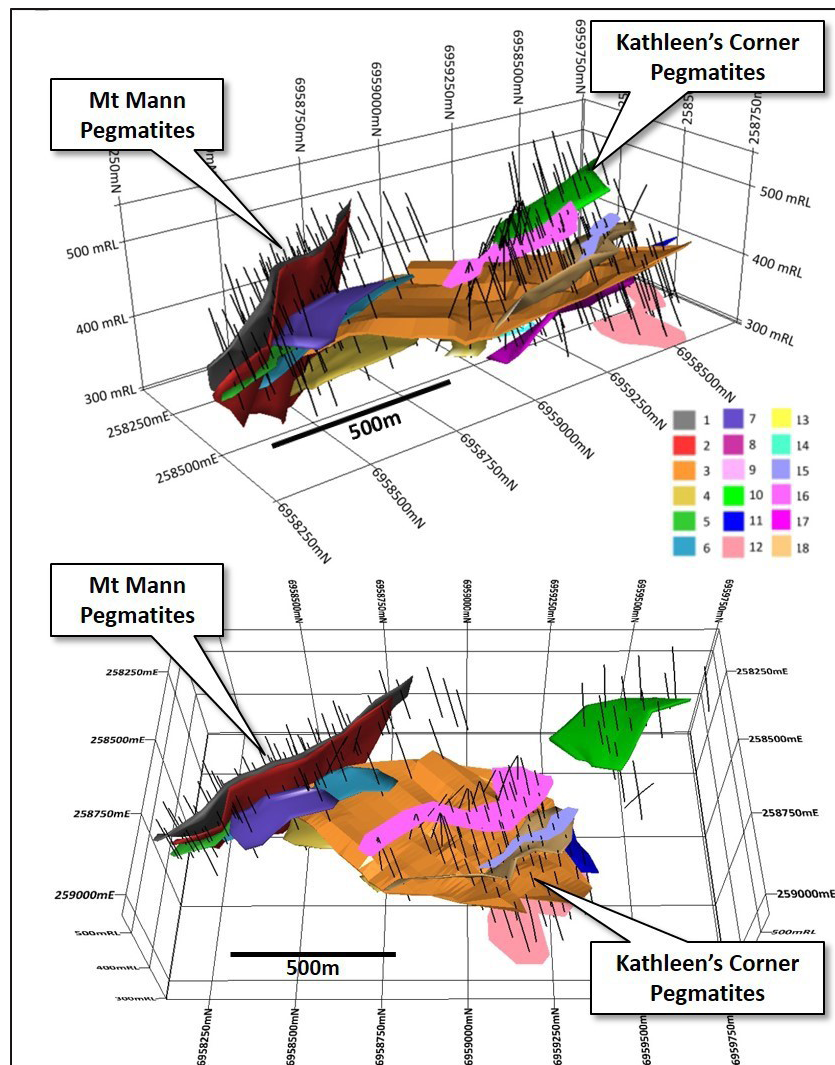 Kathleen's Corner
Pegmatites
Mt Mann
Pegmatites
6958750mN
6959000mN
6959250mN
6958500mN
6959750mN
250mN
258750
500 mRL
400 mRL
300 mRL
500 mRL
400 mRL
300 mRL
258250mE
258500mE
500m
6958250mN
6958500mN
6958750mN
6959000mN
6959250mN
6958500mN
1
2
3
4
5
6
7
8
9
10
11
12
13
14
15
16
17
18
Mt Mann
Pegmatites
6958500mN
6958750mN
6959000mN
6959250mN
6959500mN
6959750mN
258250mE
258500mE
258750mE
259000mE
500mRL
400mRL
300mRL
258250mE
258500mE
258750mE
259000mE
500mRL
500m
Kathleen's Corner
Pegmatites
6958250mN
6958500mN
6958750mN
6959000mN
6959250mN
6959500
6959750mN